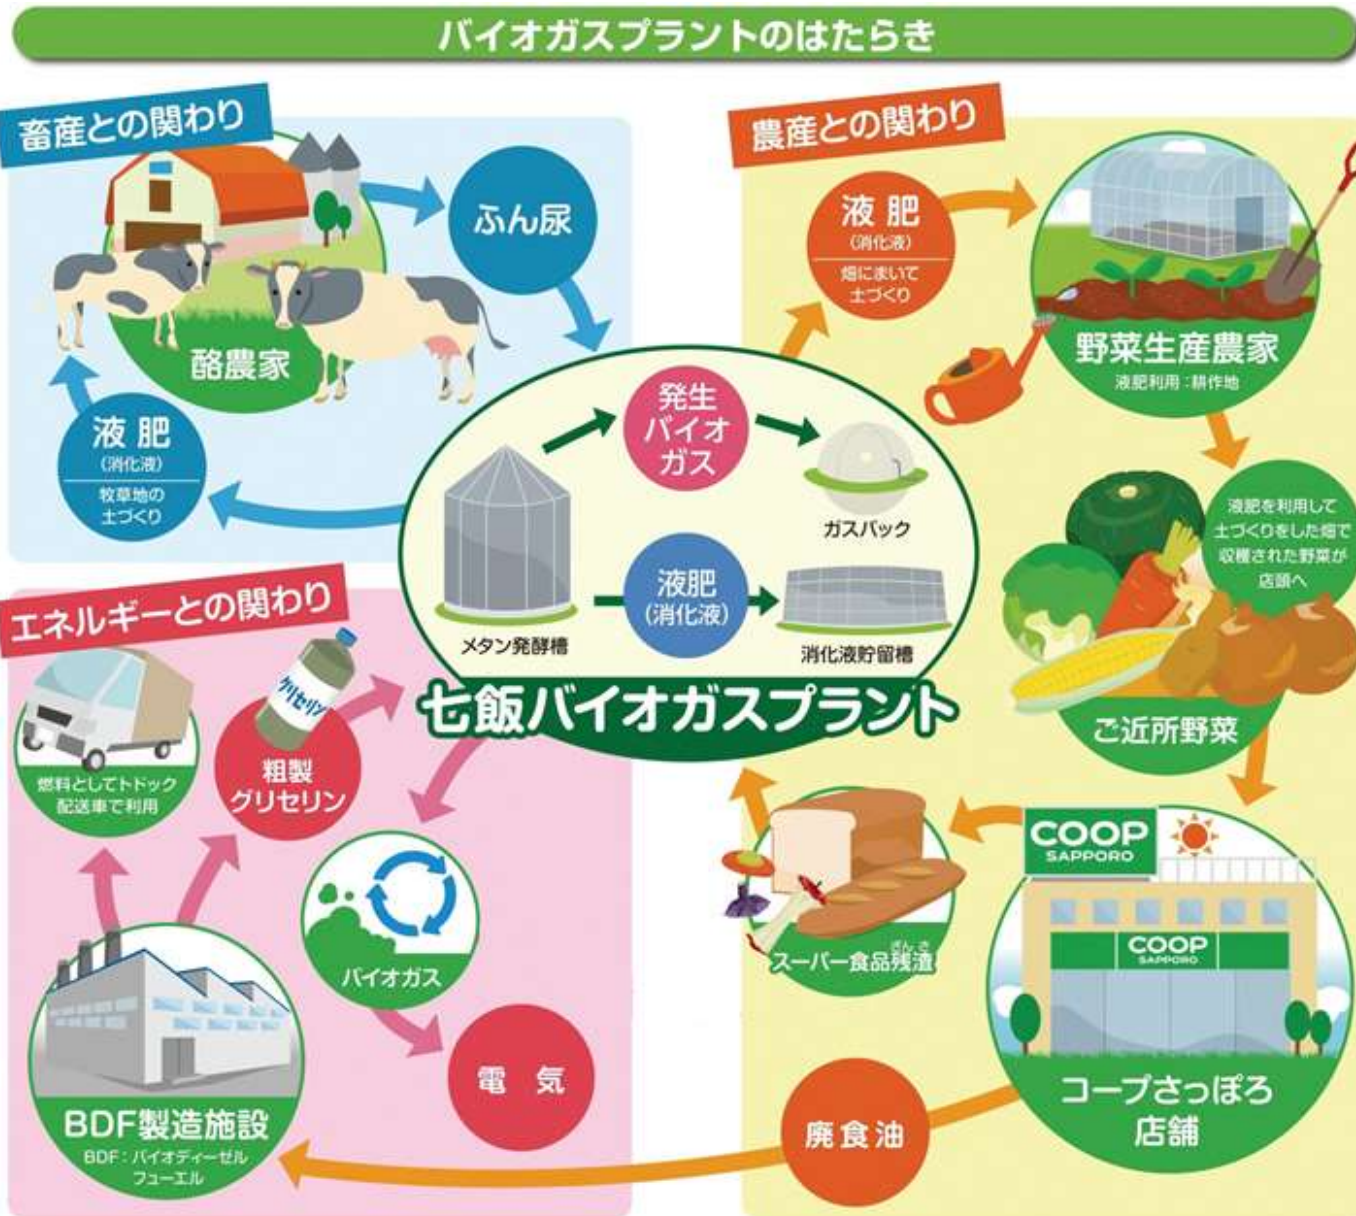 バイオガスプラントのはたらき
畜産との関わり
ふん尿
酪農家
液肥
(消化液)
牧草地の
土づくり
農産との関わり
液肥
(消化液)
畑にまいて
土づくり
野菜生産農家
液肥利用:耕作地
液肥を利用して
土づくりをした畑で
収穫された野菜が
店頭へ
ご近所野菜
発生
バイオ
ガス
ガスバック
メタン発酵槽
液肥
(消化液)
消化液貯留槽
七飯バイオガスプラント
エネルギーとの関わり
グリセリン
粗製
グリセリン
燃料としてトドック
配送車で利用
バイオガス
電気
BDF製造施設
BDF:バイオディーゼル
フューエル
スーパー食品残渣
ざんさ
廃食油
COOP
SAPPORO
COOP
SAPPORO
コープさっぽろ
店舗